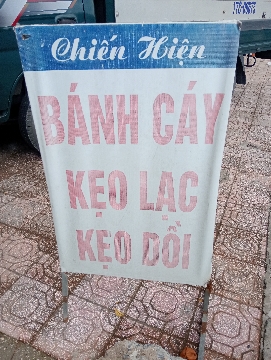 Chiến Hiện
BÁNH CÁY
KẸO LẠC
KẸO DỒI